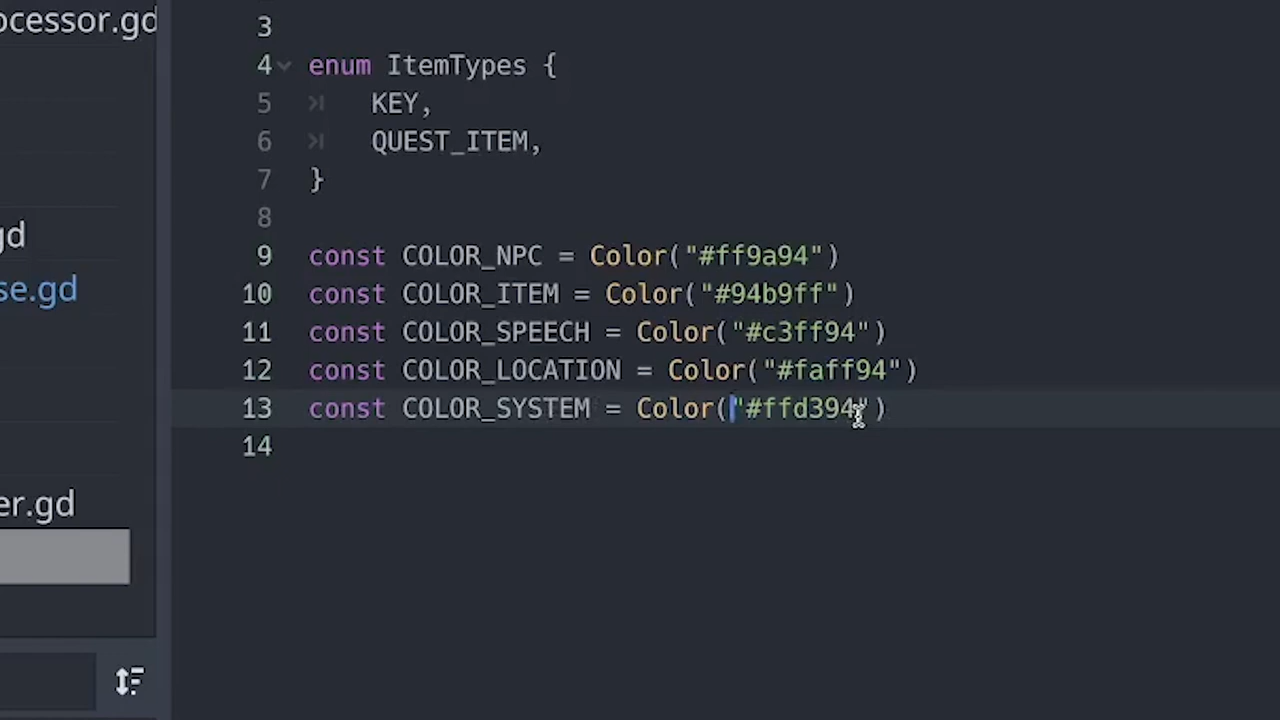 ocessor.gd
gd
se.gd
er.gd
3
4 enum ItemTypes {
5 KEY,
6 QUEST_ITEM,
7 }
8
9 const COLOR_NPC = Color("#ff9a94")
10 const COLOR_ITEM = Color("#94b9ff")
11 const COLOR_SPEECH = Color("#c3ff94")
12 const COLOR_LOCATION = Color("#faff94")
13 const COLOR_SYSTEM = Color("#ffd394")
14